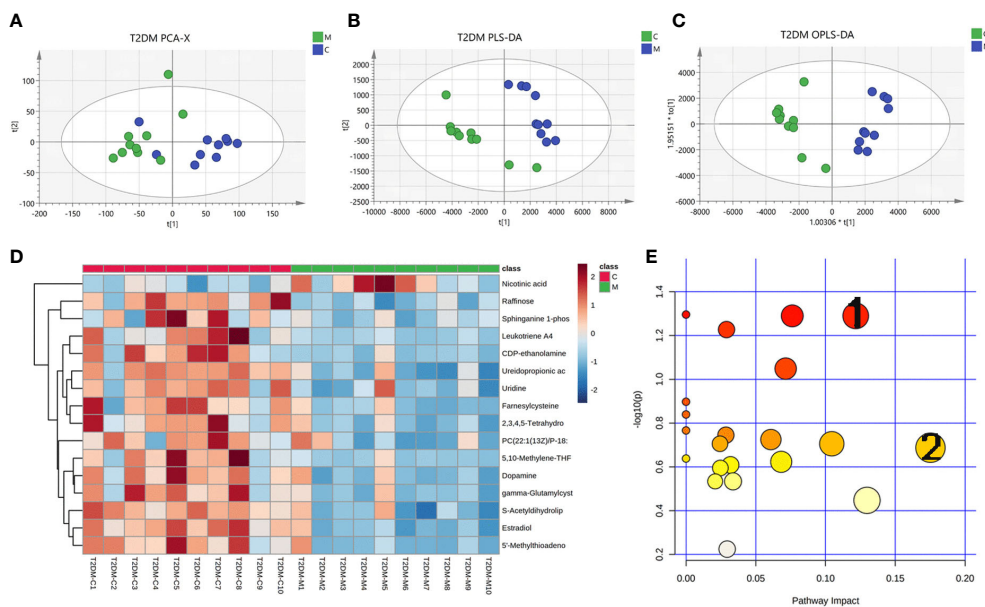 A
T2DM PCA-X
M
C
100
50
0
-50
-100
-200
-150
-100
-50
0
50
100
150
200
t[2]
t[1]
B
T2DM PLS-DA
M
C
2000
1500
1000
500
0
-500
-1000
-1500
-2000
-2500
-10000
-8000
-6000
-4000
-2000
0
2000
4000
6000
8000
t[2]
t[1]
C
T2DM OPLS-DA
4000
2000
0
-2000
-4000
-6000
-8000
-6000
-4000
-2000
0
2000
4000
6000
8000
1.95151 * to[1]
1.00306 * t[1]
D
class
Nicotinic acid
Raffinose
Sphinganine 1-phos
Leukotriene A4
CDP-ethanolamine
Ureidopropionic ac
Uridine
Farnesylcysteine
2,3,4,5-Tetrahydro
PC(22:1(13Z)/P-18:
5,10-Methylene-THF
Dopamine
gamma-Glutamylcyst
S-Acetyldihydrolip
Estradiol
5'-Methylthioadeno
T2DM-C1
T2DM-C2
T2DM-C3
T2DM-C4
T2DM-C5
T2DM-C6
T2DM-C7
T2DM-C8
T2DM-C9
T2DM-C10
T2DM-M1
T2DM-M2
T2DM-M3
T2DM-M4
T2DM-M5
T2DM-M6
T2DM-M7
T2DM-M8
T2DM-M9
T2DM-M10
2
1
0
-1
-2
class
C
M
E
1.4
1.2
1.0
0.8
0.6
0.4
0.2
-log10(p)
1
2
0.00
0.05
0.10
0.15
0.20
Pathway Impact